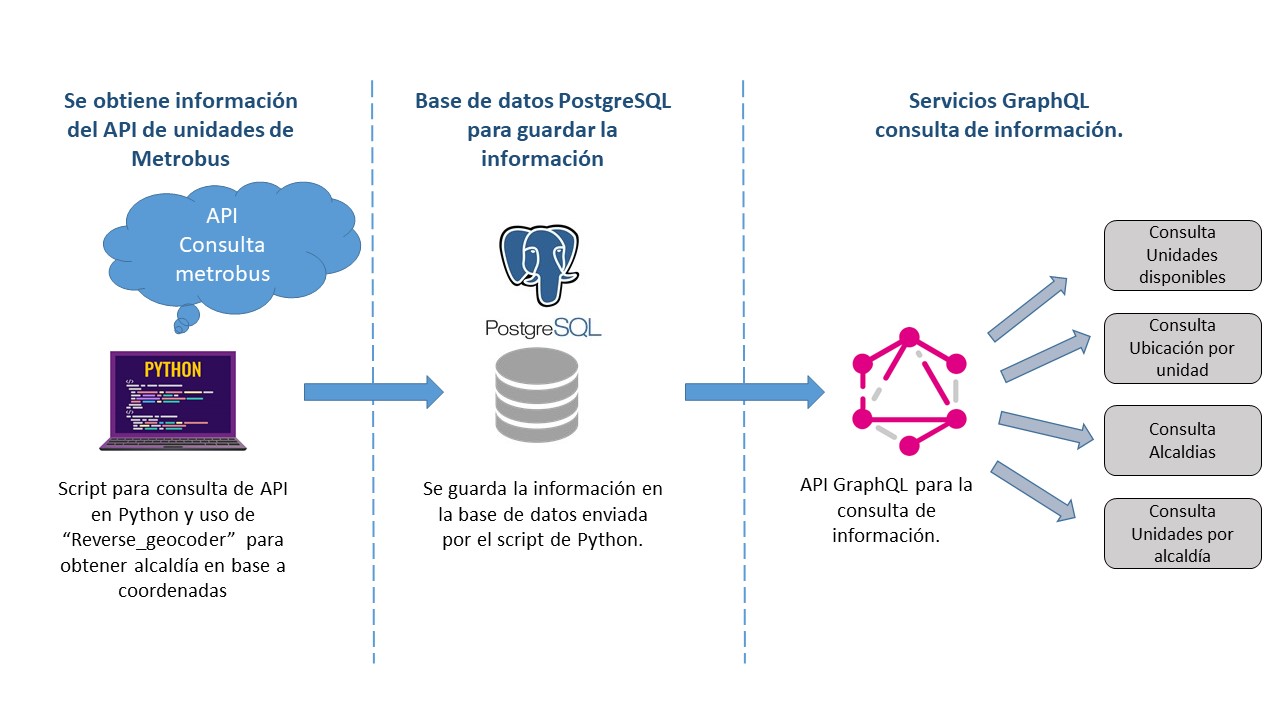 Se obtiene información
del API de unidades de
Metrobus
API
Consulta
metrobus
PYTHON
Script para consulta de API
en Python y uso de
“Reverse_geocoder” para
obtener alcaldía en base a
coordenadas
Base de datos PostgreSQL
para guardar la
información
PostgreSQL
Se guarda la información en
la base de datos enviada
por el script de Python.
Servicios GraphQL
consulta de información.
API GraphQL para la
consulta de
información.
Consulta
Unidades
disponibles
Consulta
Ubicación por
unidad
Consulta
Alcaldias
Consulta
Unidades por
alcaldía